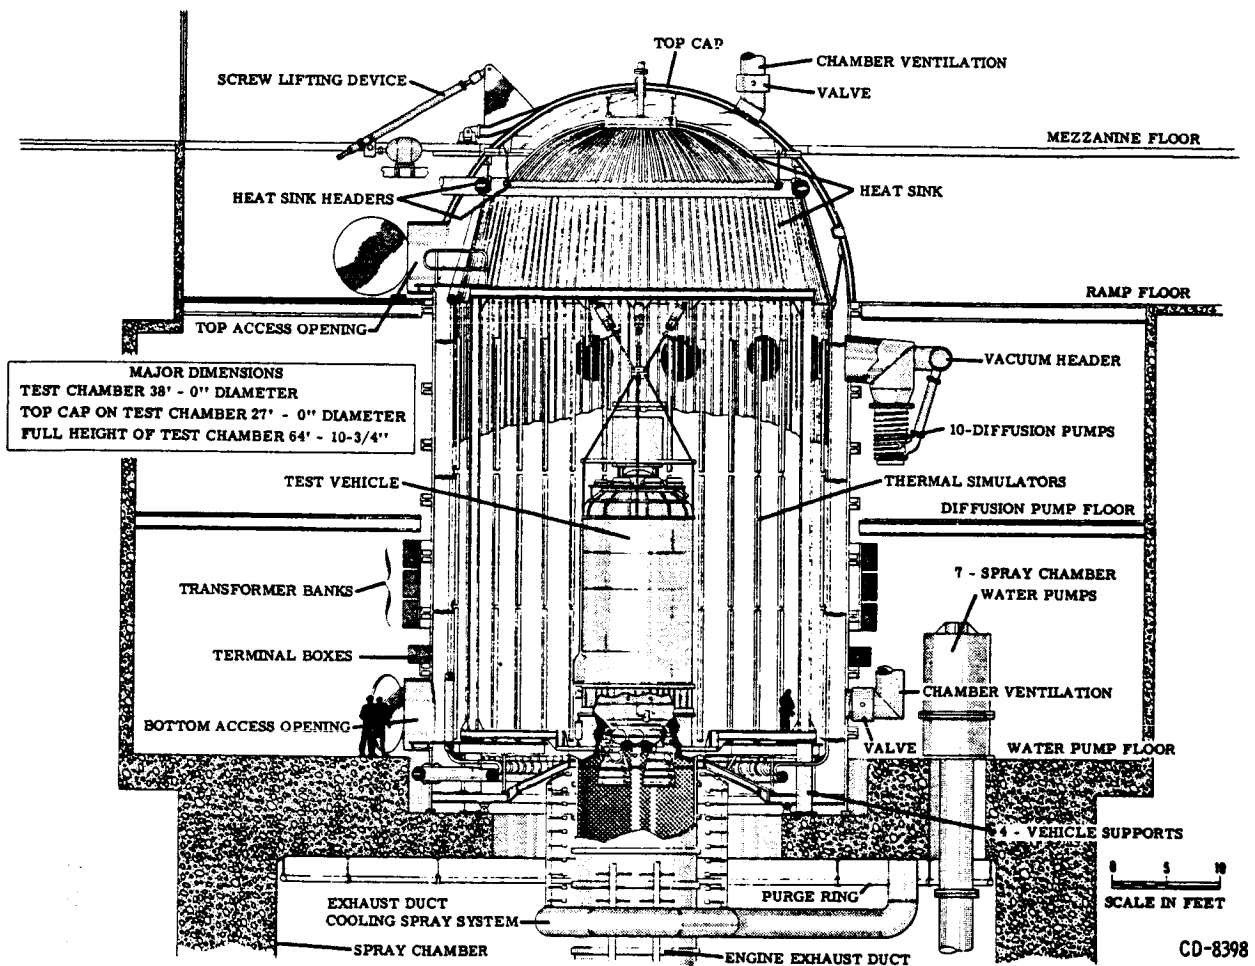 TOP CAP
CHAMBER VENTILATION
SCREW LIFTING DEVICE
VALVE
MEZZANINE FLOOR
HEAT SINK HEADERS
HEAT SINK
RAMP FLOOR
TOP ACCESS OPENING
VACUUM HEADER
MAJOR DIMENSIONS
TEST CHAMBER 38' - 0" DIAMETER
TOP CAP ON TEST CHAMBER 27' - 0" DIAMETER
FULL HEIGHT OF TEST CHAMBER 64' - 10-3/4"
10-DIFFUSION PUMPS
TEST VEHICLE
THERMAL SIMULATORS
DIFFUSION PUMP FLOOR
TRANSFORMER BANKS
7 - SPRAY CHAMBER
WATER PUMPS
TERMINAL BOXES
CHAMBER VENTILATION
BOTTOM ACCESS OPENING
VALVE
WATER PUMP FLOOR
4 - VEHICLE SUPPORTS
0 5 10
SCALE IN FEET
PURGE RING
EXHAUST DUCT
COOLING SPRAY SYSTEM
SPRAY CHAMBER
ENGINE EXHAUST DUCT
CD-8398